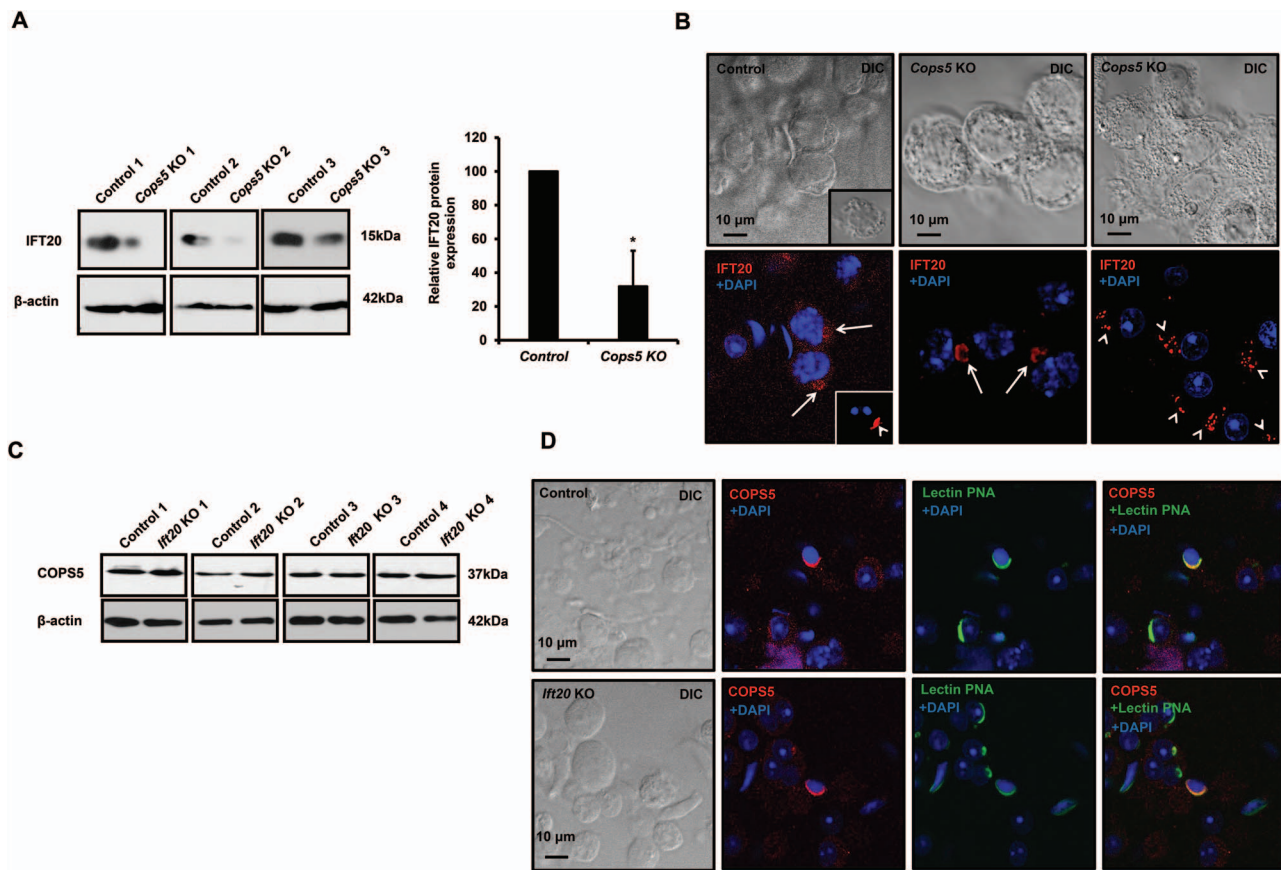 A
Control 1
Cops5 KO 1
Control 2
Cops5 KO 2
Control 3
Cops5 KO 3
IFT20
15kDa
β-actin
42kDa
Relative IFT20 protein
expression
120
100
80
60
40
20
0
*
Control
Cops5 KO
B
Control
DIC
Cops5 KO
DIC
Cops5 KO
DIC
10 µm
10 µm
10 µm
IFT20
+DAPI
IFT20
+DAPI
IFT20
+DAPI
C
Control 1
Ift20 KO 1
Control 2
Ift20 KO 2
Control 3
Ift20 KO 3
Control 4
Ift20 KO 4
COPS5
37kDa
β-actin
42kDa
D
Control
DIC
10 µm
COPS5
+DAPI
Lectin PNA
+DAPI
COPS5
+Lectin PNA
+DAPI
Ift20 KO
DIC
10 µm
COPS5
+DAPI
Lectin PNA
+DAPI
COPS5
+Lectin PNA
+DAPI